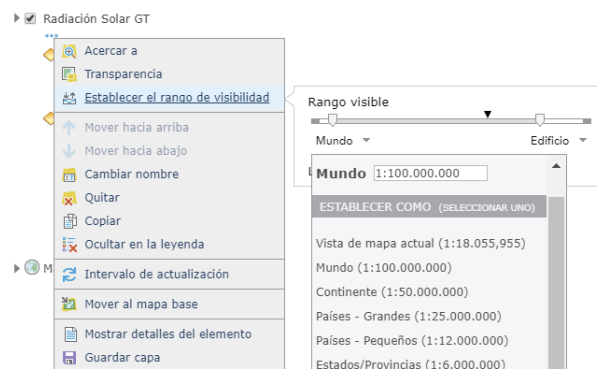 Radiación Solar GT
Acercar a
Transparencia
Establecer el rango de visibilidad
Mover hacia arriba
Mover hacia abajo
Cambiar nombre
Quitar
Copiar
Ocultar en la leyenda
M
Intervalo de actualización
Mover al mapa base
Mostrar detalles del elemento
Guardar capa
Rango visible
Mundo Edificio
L
Mundo 1:100.000.000
ESTABLECER COMO (SELECCIONAR UNO)
Vista de mapa actual (1:18.055,955)
Mundo (1:100.000.000)
Continente (1:50.000.000)
Países - Grandes (1:25.000.000)
Países - Pequeños (1:12.000.000)
Estados/Provincias (1:6.000.000)